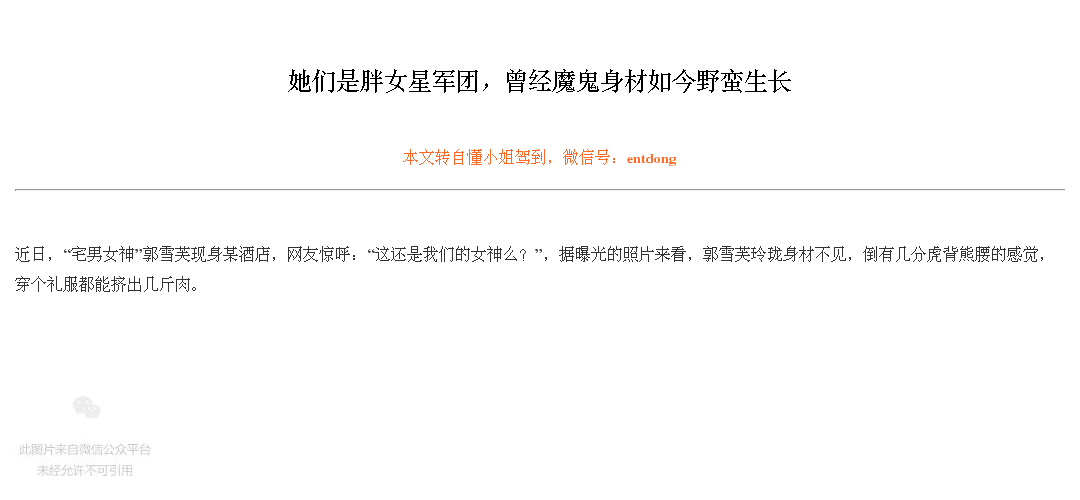 她们是胖女星军团，曾经魔鬼身材如今野蛮生长
本文转自懂小姐驾到，微信号：entdong
近日，“宅男女神”郭雪芙现身某酒店，网友惊呼：“这还是我们的女神么？”，据曝光的照片来看，郭雪芙玲珑身材不见，倒有几分虎背熊腰的感觉，
穿个礼服都能挤出几斤肉。
此图片来自微信公众平台
未经允许不可引用